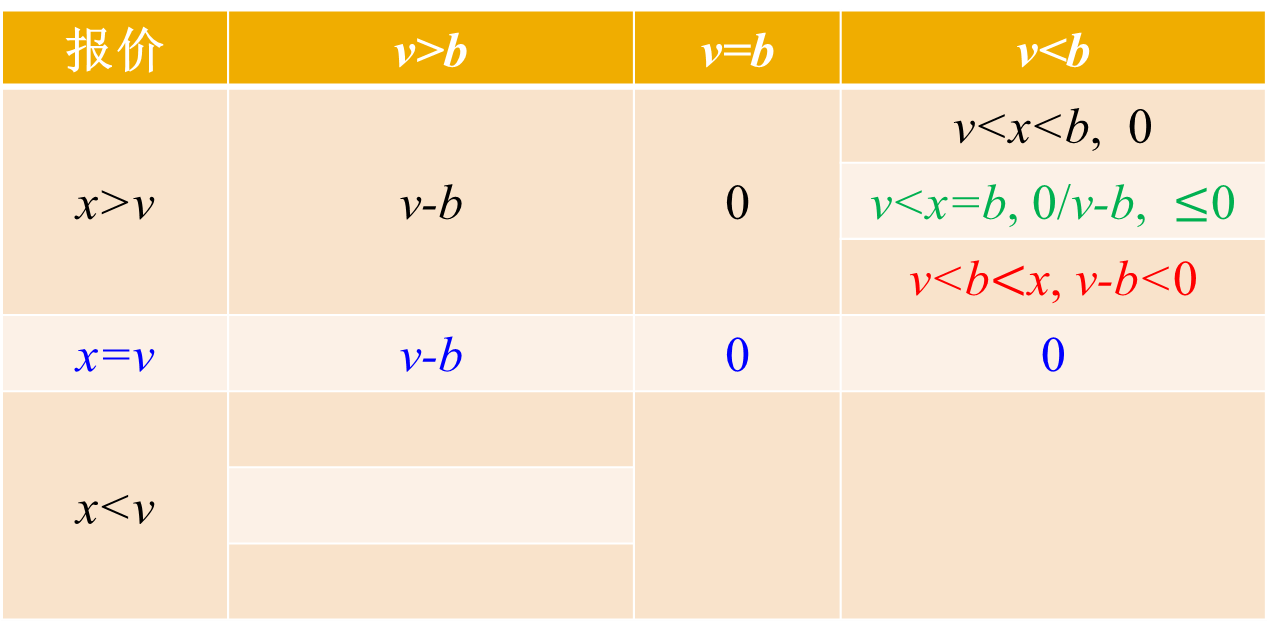 报价 v>b v=b v<b
x>v v-b 0 v<x<b, 0
v<x=b, 0/v-b, ≤0
v<b<x, v-b<0
x=v v-b 0 0
x<v